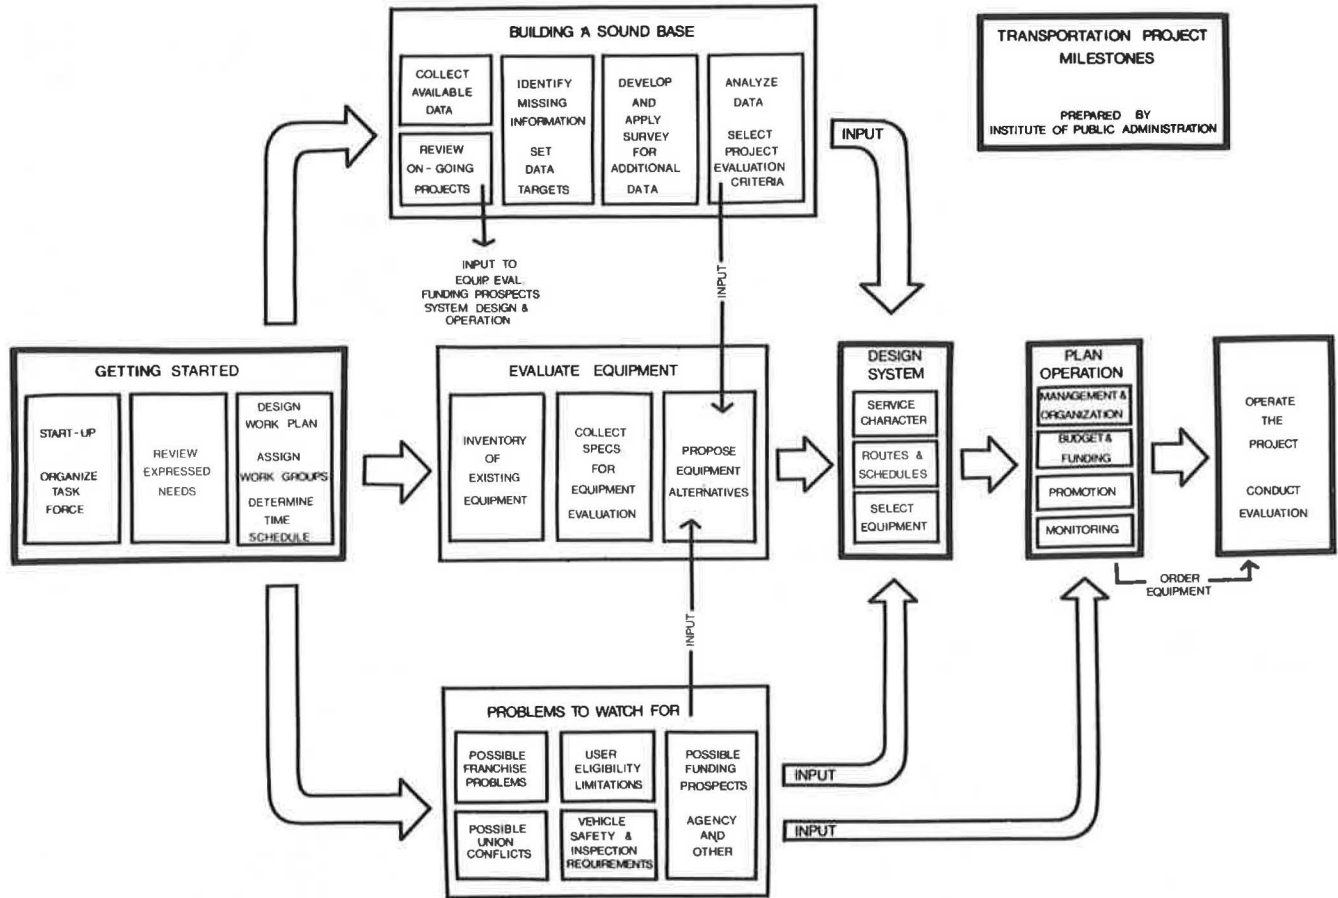 BUILDING A SOUND BASE
COLLECT
AVAILABLE
DATA
REVIEW
ON-GOING
PROJECTS
IDENTIFY
MISSING
INFORMATION
SET
DATA
TARGETS
DEVELOP
AND
APPLY
SURVEY
FOR
ADDITIONAL
DATA
ANALYZE
DATA
SELECT
PROJECT
EVALUATION
CRITERIA
INPUT
TRANSPORTATION PROJECT
MILESTONES
PREPARED BY
INSTITUTE OF PUBLIC ADMINISTRATION
INPUT TO
EQUIP. EVAL.
FUNDING PROSPECTS
SYSTEM DESIGN &
OPERATION
INPUT
GETTING STARTED
START-UP
ORGANIZE
TASK
FORCE
REVIEW
EXPRESSED
NEEDS
DESIGN
WORK PLAN
ASSIGN
WORK GROUPS
DETERMINE
TIME
SCHEDULE
EVALUATE EQUIPMENT
INVENTORY
OF
EXISTING
EQUIPMENT
COLLECT
SPECS
FOR
EQUIPMENT
EVALUATION
PROPOSE
EQUIPMENT
ALTERNATIVES
DESIGN
SYSTEM
SERVICE
CHARACTER
ROUTES &
SCHEDULES
SELECT
EQUIPMENT
PLAN
OPERATION
MANAGEMENT &
ORGANIZATION
BUDGET &
FUNDING
PROMOTION
MONITORING
OPERATE
THE
PROJECT
CONDUCT
EVALUATION
ORDER
EQUIPMENT
INPUT
PROBLEMS TO WATCH FOR
POSSIBLE
FRANCHISE
PROBLEMS
USER
ELIGIBILITY
LIMITATIONS
POSSIBLE
UNION
CONFLICTS
VEHICLE
SAFETY &
INSPECTION
REQUIREMENTS
POSSIBLE
FUNDING
PROSPECTS
AGENCY
AND
OTHER
INPUT
INPUT